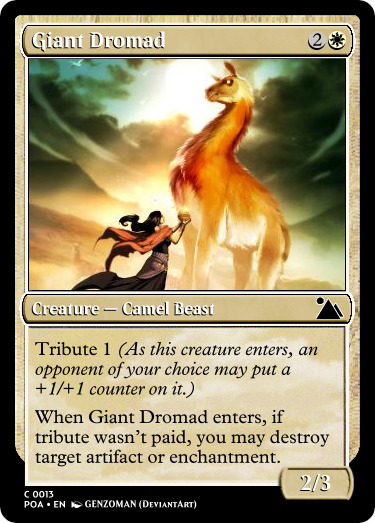 Giant Dromad 2
Creature — Camel Beast
Tribute 1 (As this creature enters, an
opponent of your choice may put a
+1/+1 counter on it.)
When Giant Dromad enters, if
tribute wasn't paid, you may destroy
target artifact or enchantment.
2/3
C 0013
POA • EN GENZOMAN (DEVIANTART)